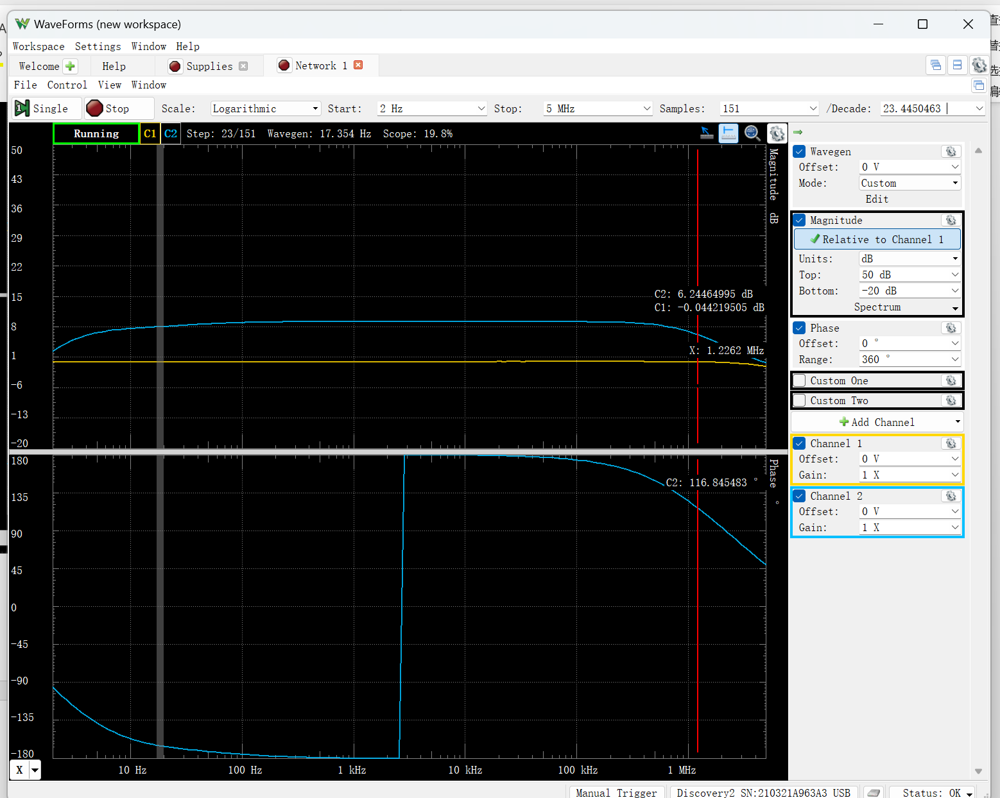 WaveForms (new workspace)
Workspace Settings Window Help
Welcome Help Supplies Network 1
File Control View Window
Single Stop Scale: Logarithmic Start: 2 Hz Stop: 5 MHz Samples: 151 /Decade: 23.4450463
Running C1 C2 Step: 23/151 Wavegen: 17.354 Hz Scope: 19.8%
50
43
36
29
22
15
8
1
-6
-13
-20
Magnitude dB
C2: 6.24464995 dB
C1: -0.044219505 dB
X: 1.2262 MHz
180
135
90
45
0
-45
-90
-135
-180
Phase °
C2: 116.845483 °
X 10 Hz 100 Hz 1 kHz 10 kHz 100 kHz 1 MHz
Wavegen
Offset: 0 V
Mode: Custom
Edit
Magnitude
Relative to Channel 1
Units: dB
Top: 50 dB
Bottom: -20 dB
Spectrum
Phase
Offset: 0 °
Range: 360 °
Custom One
Custom Two
Add Channel
Channel 1
Offset: 0 V
Gain: 1 X
Channel 2
Offset: 0 V
Gain: 1 X
Manual Trigger Discovery2 SN:210321A963A3 USB Status: OK